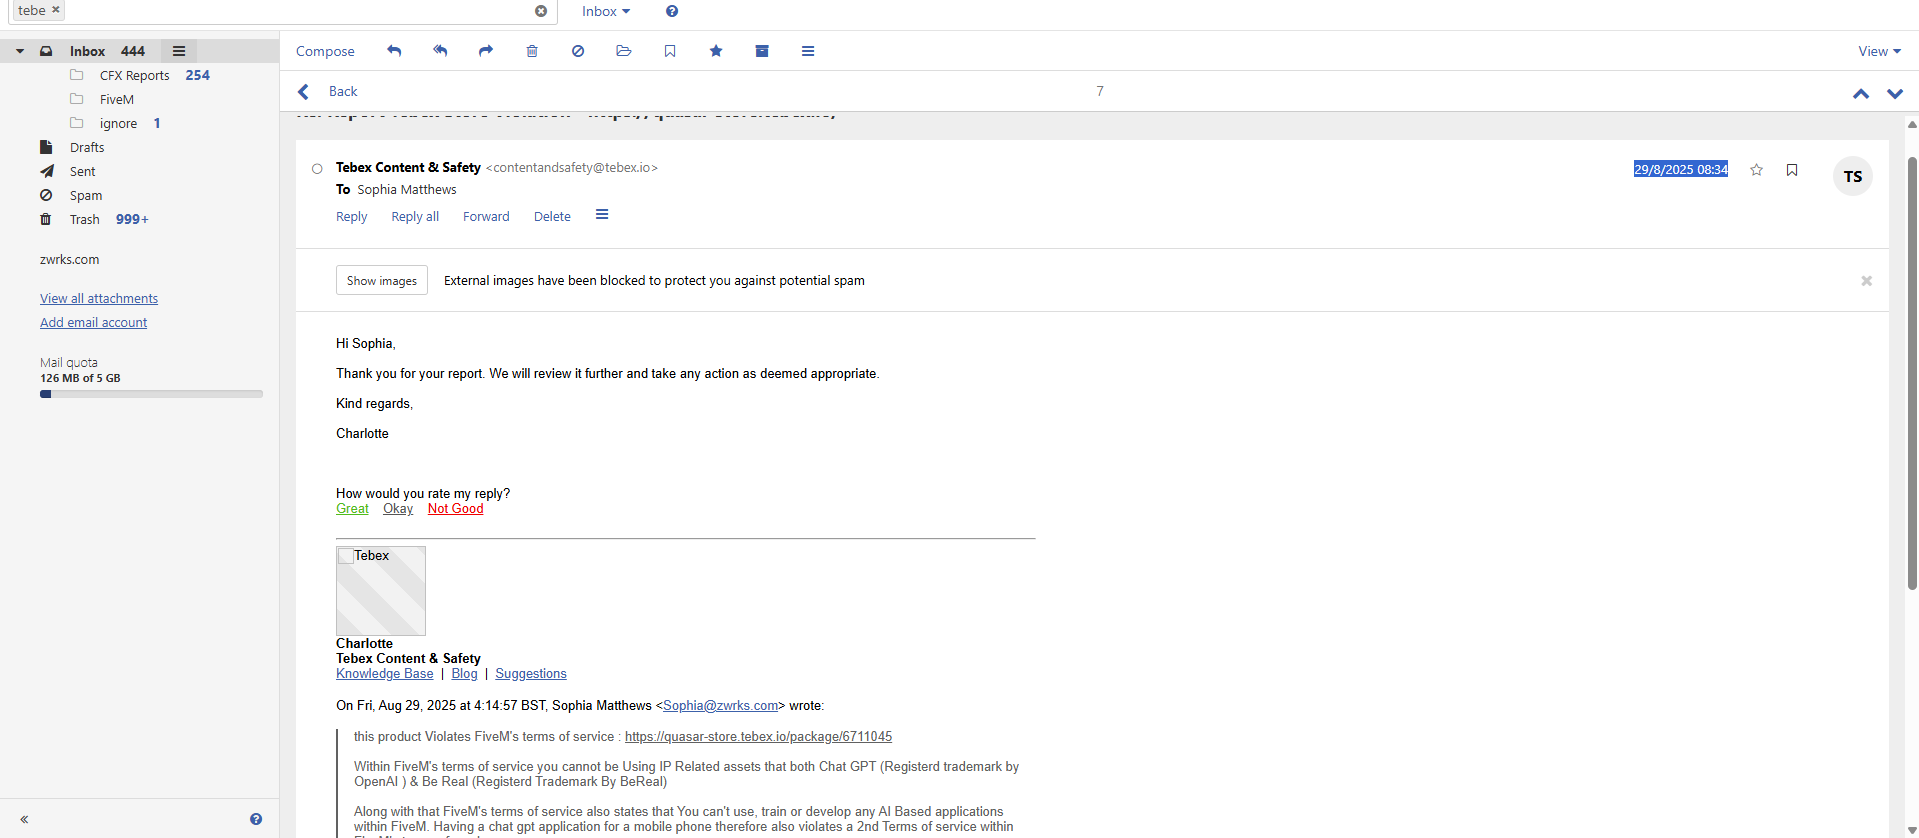 tebe
Inbox
Inbox 444
CFX Reports 254
FiveM
ignore 1
Drafts
Sent
Spam
Trash 999+
zwrks.com
View all attachments
Add email account
Mail quota
126 MB of 5 GB
Compose
View
Back
7
Tebex Content & Safety <contentandsafety@tebex.io>
29/8/2025 08:34
TS
To Sophia Matthews
Reply Reply all Forward Delete
Show images
External images have been blocked to protect you against potential spam
Hi Sophia,
Thank you for your report. We will review it further and take any action as deemed appropriate.
Kind regards,
Charlotte
How would you rate my reply?
Great Okay Not Good
Tebex
Charlotte
Tebex Content & Safety
Knowledge Base | Blog | Suggestions
On Fri, Aug 29, 2025 at 4:14:57 BST, Sophia Matthews <Sophia@zwrks.com> wrote:
this product Violates FiveM's terms of service : https://quasar-store.tebex.io/package/6711045
Within FiveM's terms of service you cannot be Using IP Related assets that both Chat GPT (Registerd trademark by
OpenAI ) & Be Real (Registerd Trademark By BeReal)
Along with that FiveM's terms of service also states that You can't use, train or develop any AI Based applications
within FiveM. Having a chat gpt application for a mobile phone therefore also violates a 2nd Terms of service within